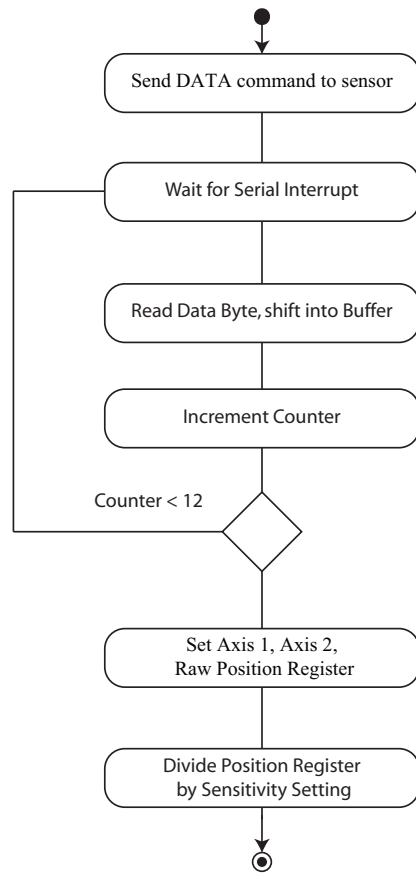 Send DATA command to sensor
Wait for Serial Interrupt
Read Data Byte, shift into Buffer
Increment Counter
Counter < 12
Set Axis 1, Axis 2,
Raw Position Register
Divide Position Register
by Sensitivity Setting